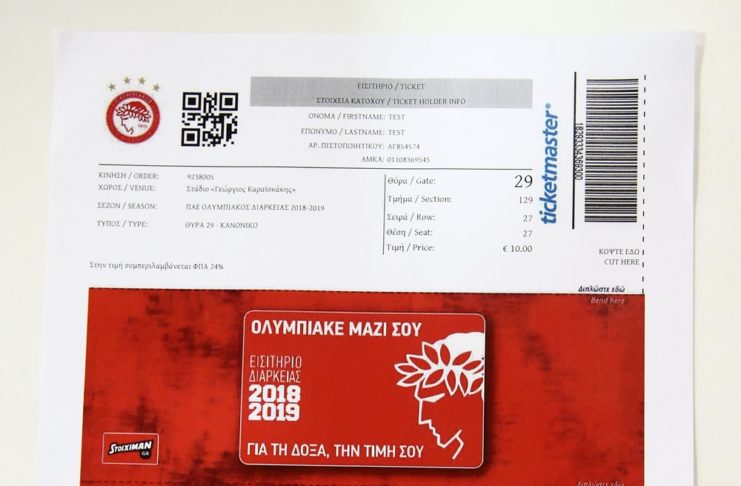 ΕΙΣΙΤΗΡΙΟ / TICKET
ΣΤΟΙΧΕΙΑ ΚΑΤΟΧΟΥ / TICKET HOLDER INFO
ΟΝΟΜΑ / FIRSTNAME: TEST
ΕΠΩΝΥΜΟ / LASTNAME: TEST
ΑΡ. ΠΙΣΤΟΠΟΙΗΤΙΚΟΥ: ΑΓ854574
ΑΜΚΑ: 01108369545
ΚΙΝΗΣΗ / ORDER: 9238005
ΧΩΡΟΣ / VENUE: Στάδιο «Γεώργιος Καραϊσκάκης»
ΣΕΖΟΝ / SEASON: ΠΑΕ ΟΛΥΜΠΙΑΚΟΣ ΔΙΑΡΚΕΙΑΣ 2018-2019
ΤΥΠΟΣ / TYPE: ΘΥΡΑ 29 - ΚΑΝΟΝΙΚΟ
Θύρα / Gate: 29
Τμήμα / Section: 129
Σειρά / Row: 27
Θέση / Seat: 27
Τιμή / Price: € 10.00
ticketmaster®
ΚΟΨΤΕ ΕΔΩ
CUT HERE
Στην τιμή συμπεριλαμβάνεται ΦΠΑ 24%
Διπλώστε εδώ
Bend here
ΟΛΥΜΠΙΑΚΕ ΜΑΖΙ ΣΟΥ
ΕΙΣΙΤΗΡΙΟ
ΔΙΑΡΚΕΙΑΣ
2018
2019
ΓΙΑ ΤΗ ΔΟΞΑ, ΤΗΝ ΤΙΜΗ ΣΟΥ
STOIXIMAN
GR
Διπλώστε εδώ